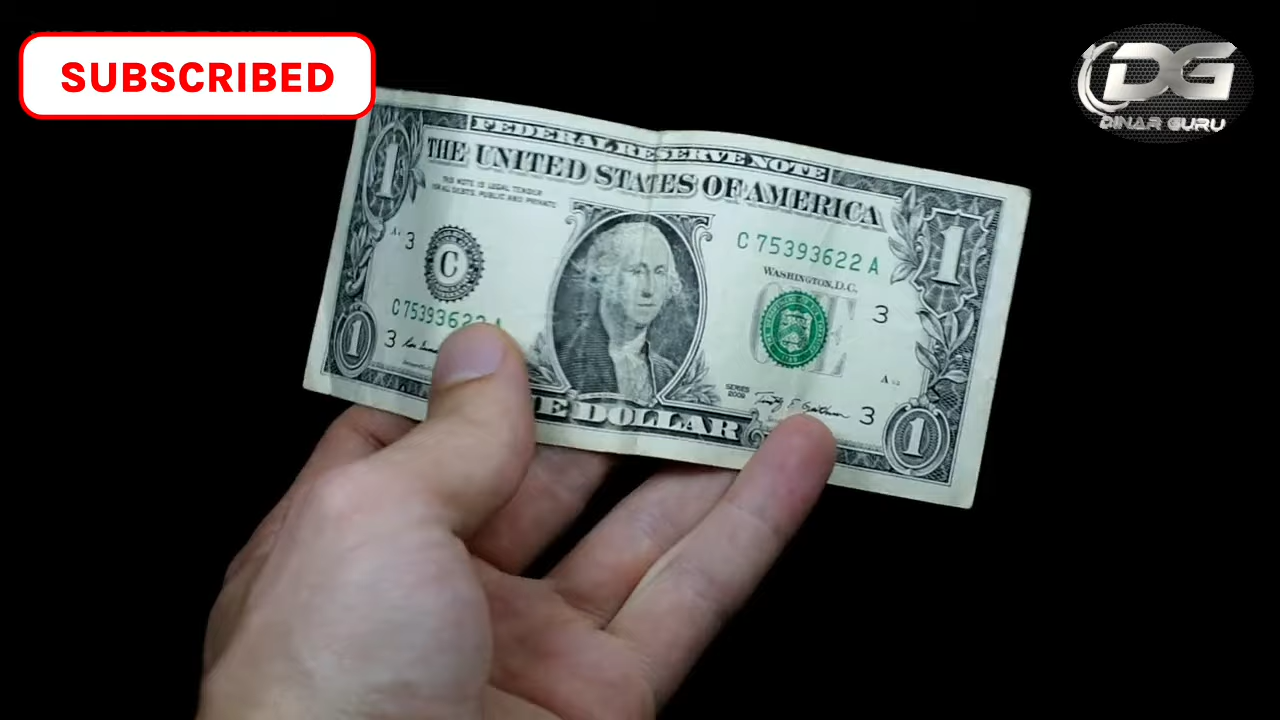 SUBSCRIBED
DG
DINAR GURU
FEDERAL RESERVE NOTE
THE UNITED STATES OF AMERICA
THIS NOTE IS LEGAL TENDER
FOR ALL DEBTS, PUBLIC AND PRIVATE
1
1
C 75393622 A
WASHINGTON, D.C.
A
3
C
3
C 75393622 A
1
3
SERIES
2009
A
3
1
DOLLAR